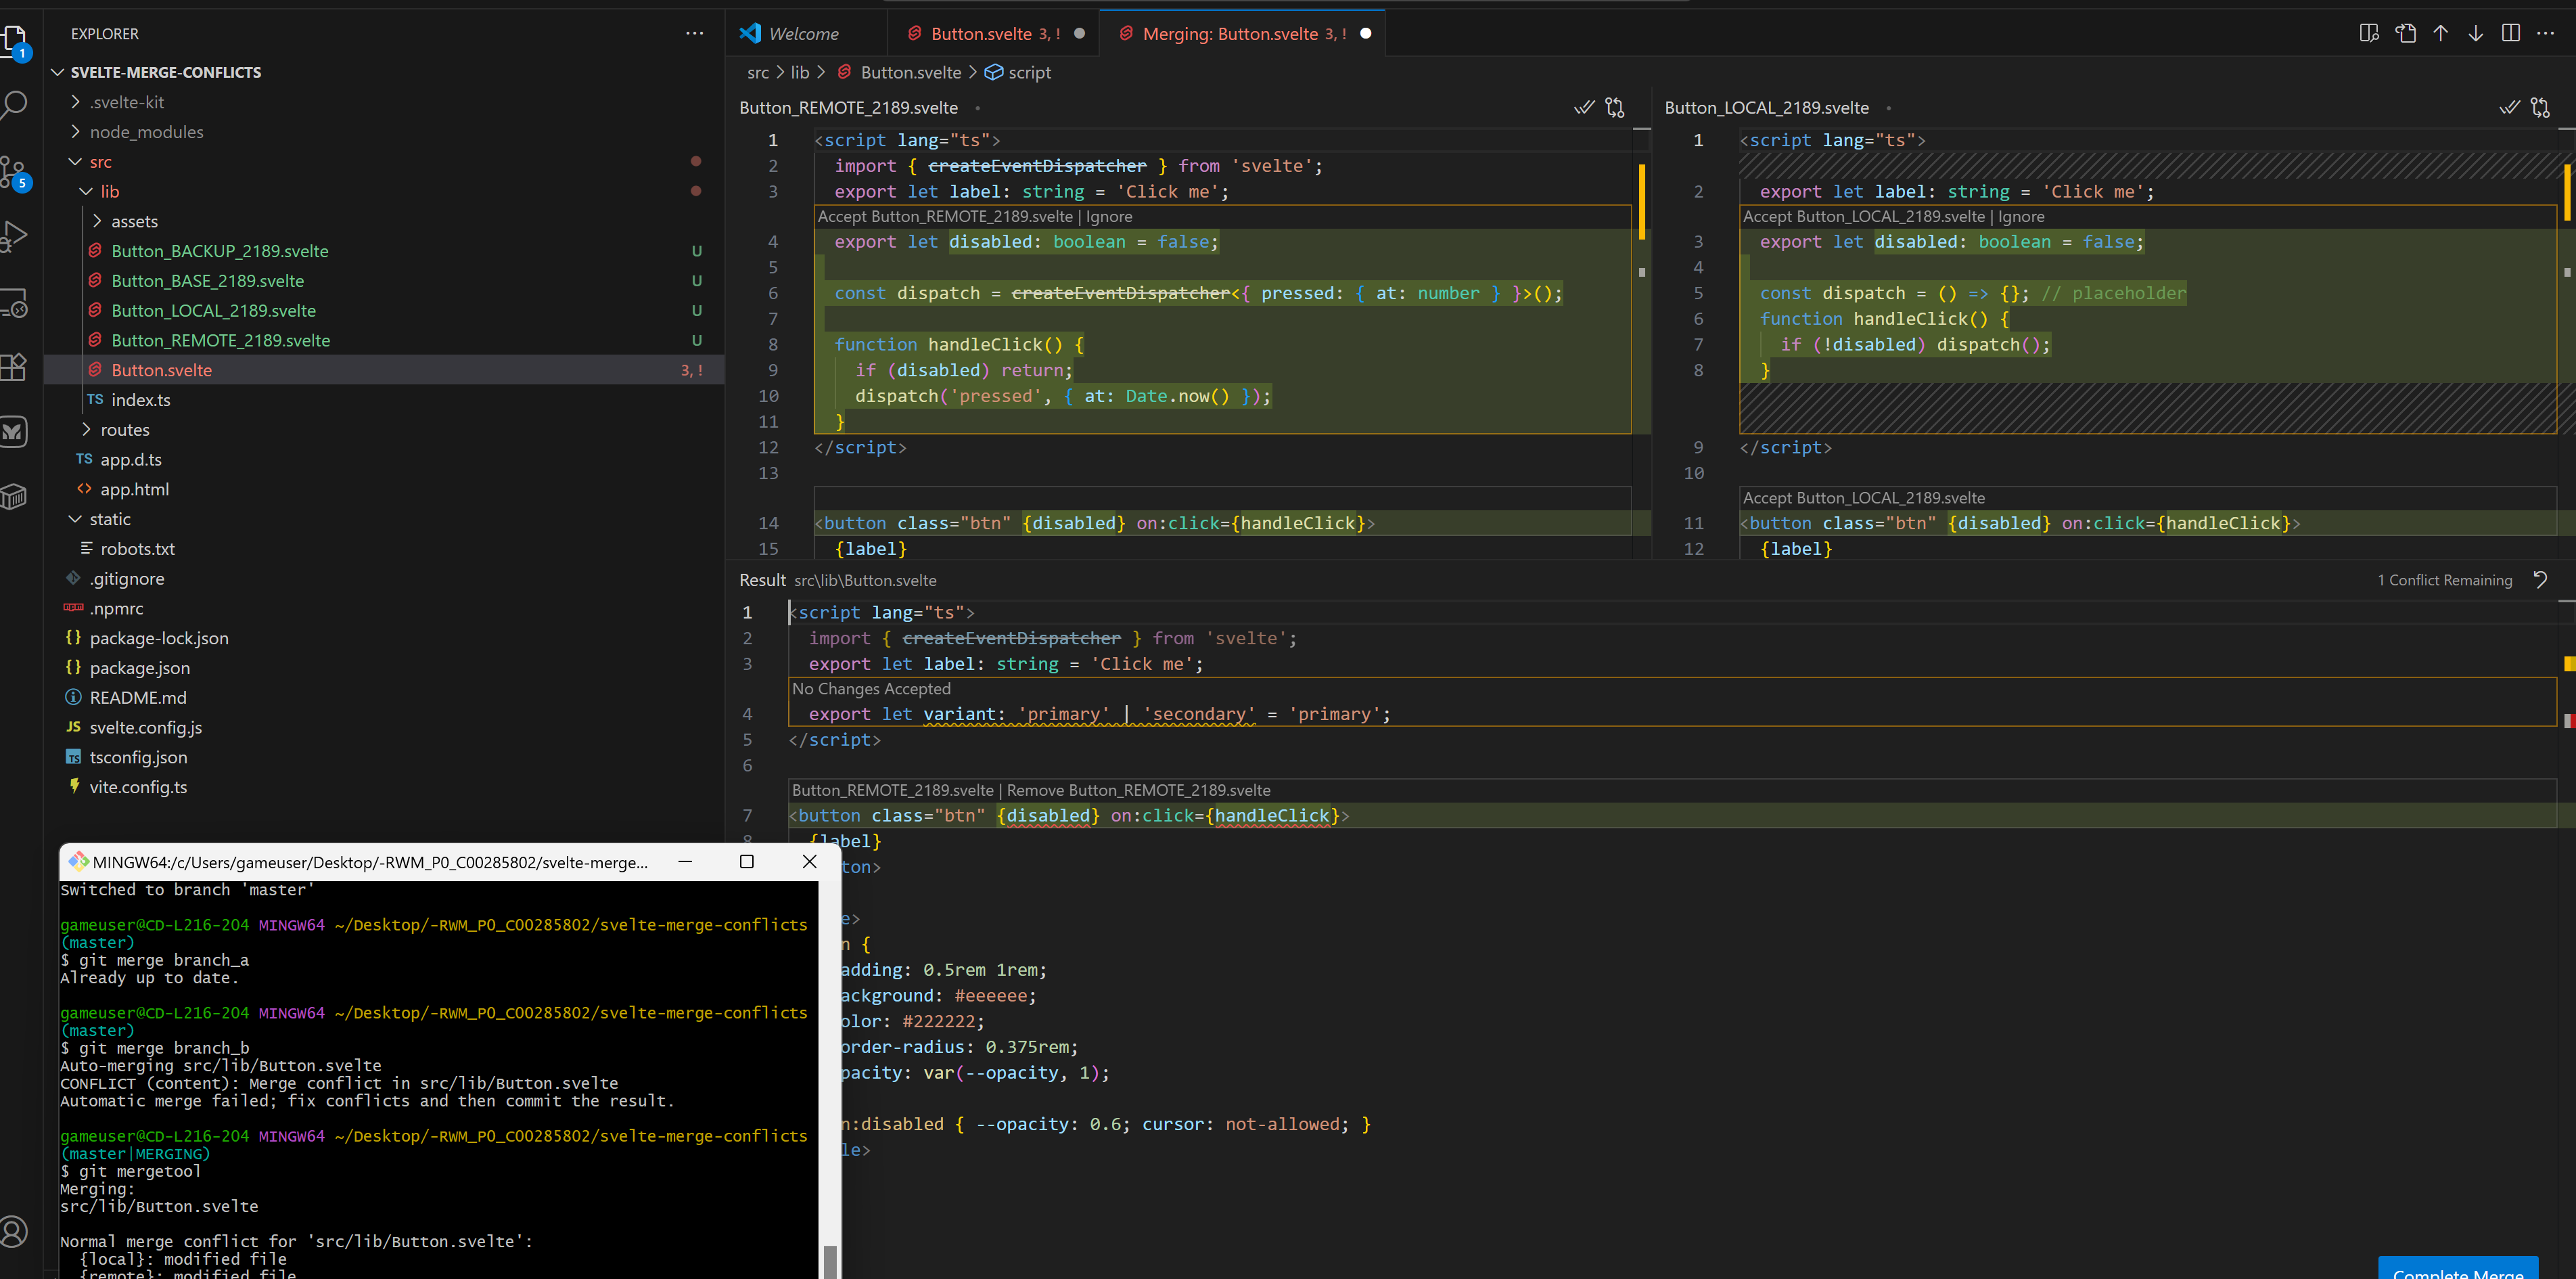 EXPLORER
SVELTE-MERGE-CONFLICTS
.svelte-kit
node_modules
src
lib
assets
Button_BACKUP_2189.svelte U
Button_BASE_2189.svelte U
Button_LOCAL_2189.svelte U
Button_REMOTE_2189.svelte U
Button.svelte 3, !
TS index.ts
routes
TS app.d.ts
app.html
static
robots.txt
.gitignore
.npmrc
{} package-lock.json
{} package.json
README.md
JS svelte.config.js
TS tsconfig.json
vite.config.ts
1
5
Welcome
Button.svelte 3, !
Merging: Button.svelte 3, !
src > lib > Button.svelte > script
Button_REMOTE_2189.svelte
1 <script lang="ts">
2 import { createEventDispatcher } from 'svelte';
3 export let label: string = 'Click me';
Accept Button_REMOTE_2189.svelte | Ignore
4 export let disabled: boolean = false;
5
6 const dispatch = createEventDispatcher<{ pressed: { at: number } }>();
7
8 function handleClick() {
9 if (disabled) return;
10 dispatch('pressed', { at: Date.now() });
11 }
12 </script>
13
14 <button class="btn" {disabled} on:click={handleClick}>
15 {label}
Button_LOCAL_2189.svelte
1 <script lang="ts">
2 export let label: string = 'Click me';
Accept Button_LOCAL_2189.svelte | Ignore
3 export let disabled: boolean = false;
4
5 const dispatch = () => {}; // placeholder
6 function handleClick() {
7 if (!disabled) dispatch();
8 }
9 </script>
10
Accept Button_LOCAL_2189.svelte
11 <button class="btn" {disabled} on:click={handleClick}>
12 {label}
Result src\lib\Button.svelte
1 Conflict Remaining
1 <script lang="ts">
2 import { createEventDispatcher } from 'svelte';
3 export let label: string = 'Click me';
No Changes Accepted
4 export let variant: 'primary' | 'secondary' = 'primary';
5 </script>
6
Button_REMOTE_2189.svelte | Remove Button_REMOTE_2189.svelte
7 <button class="btn" {disabled} on:click={handleClick}>
8 {label}
ton>
e>
n {
adding: 0.5rem 1rem;
ackground: #eeeeee;
olor: #222222;
order-radius: 0.375rem;
pacity: var(--opacity, 1);
n:disabled { --opacity: 0.6; cursor: not-allowed; }
le>
Complete Merge
MINGW64:/c/Users/gameuser/Desktop/-RWM_P0_C00285802/svelte-merge...
Switched to branch 'master'
gameuser@CD-L216-204 MINGW64 ~/Desktop/-RWM_P0_C00285802/svelte-merge-conflicts
(master)
$ git merge branch_a
Already up to date.
gameuser@CD-L216-204 MINGW64 ~/Desktop/-RWM_P0_C00285802/svelte-merge-conflicts
(master)
$ git merge branch_b
Auto-merging src/lib/Button.svelte
CONFLICT (content): Merge conflict in src/lib/Button.svelte
Automatic merge failed; fix conflicts and then commit the result.
gameuser@CD-L216-204 MINGW64 ~/Desktop/-RWM_P0_C00285802/svelte-merge-conflicts
(master|MERGING)
$ git mergetool
Merging:
src/lib/Button.svelte
Normal merge conflict for 'src/lib/Button.svelte':
{local}: modified file
{remote}: modified file